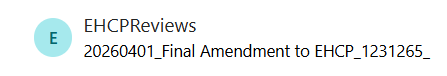 E
EHCPReviews
20260401_Final Amendment to EHCP_1231265_